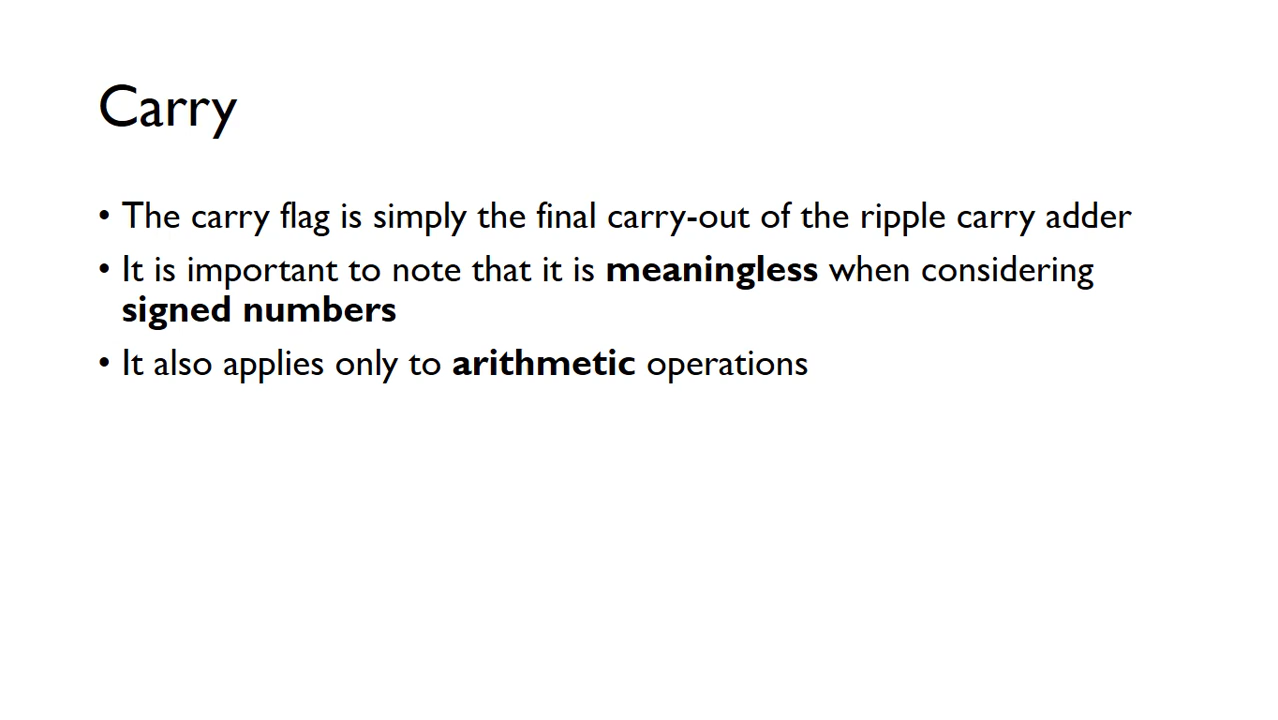 Carry
• The carry flag is simply the final carry-out of the ripple carry adder
• It is important to note that it is meaningless when considering
signed numbers
• It also applies only to arithmetic operations